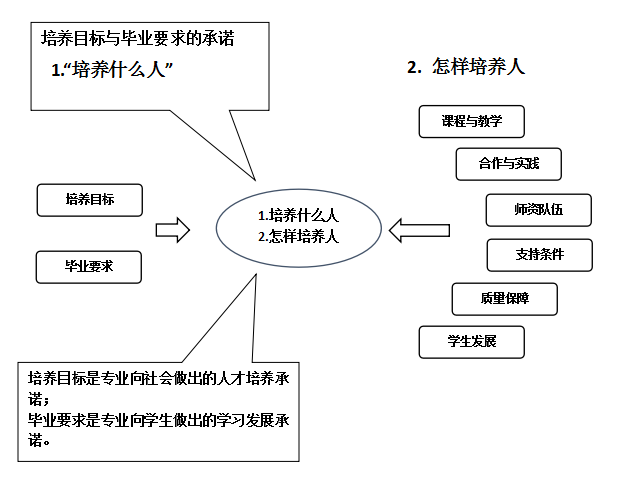 培养目标与毕业要求的承诺
1.“培养什么人”
2. 怎样培养人
课程与教学
合作与实践
师资队伍
支持条件
质量保障
学生发展
培养目标
毕业要求
1.培养什么人
2.怎样培养人
培养目标是专业向社会做出的人才培养承
诺；
毕业要求是专业向学生做出的学习发展承
诺。